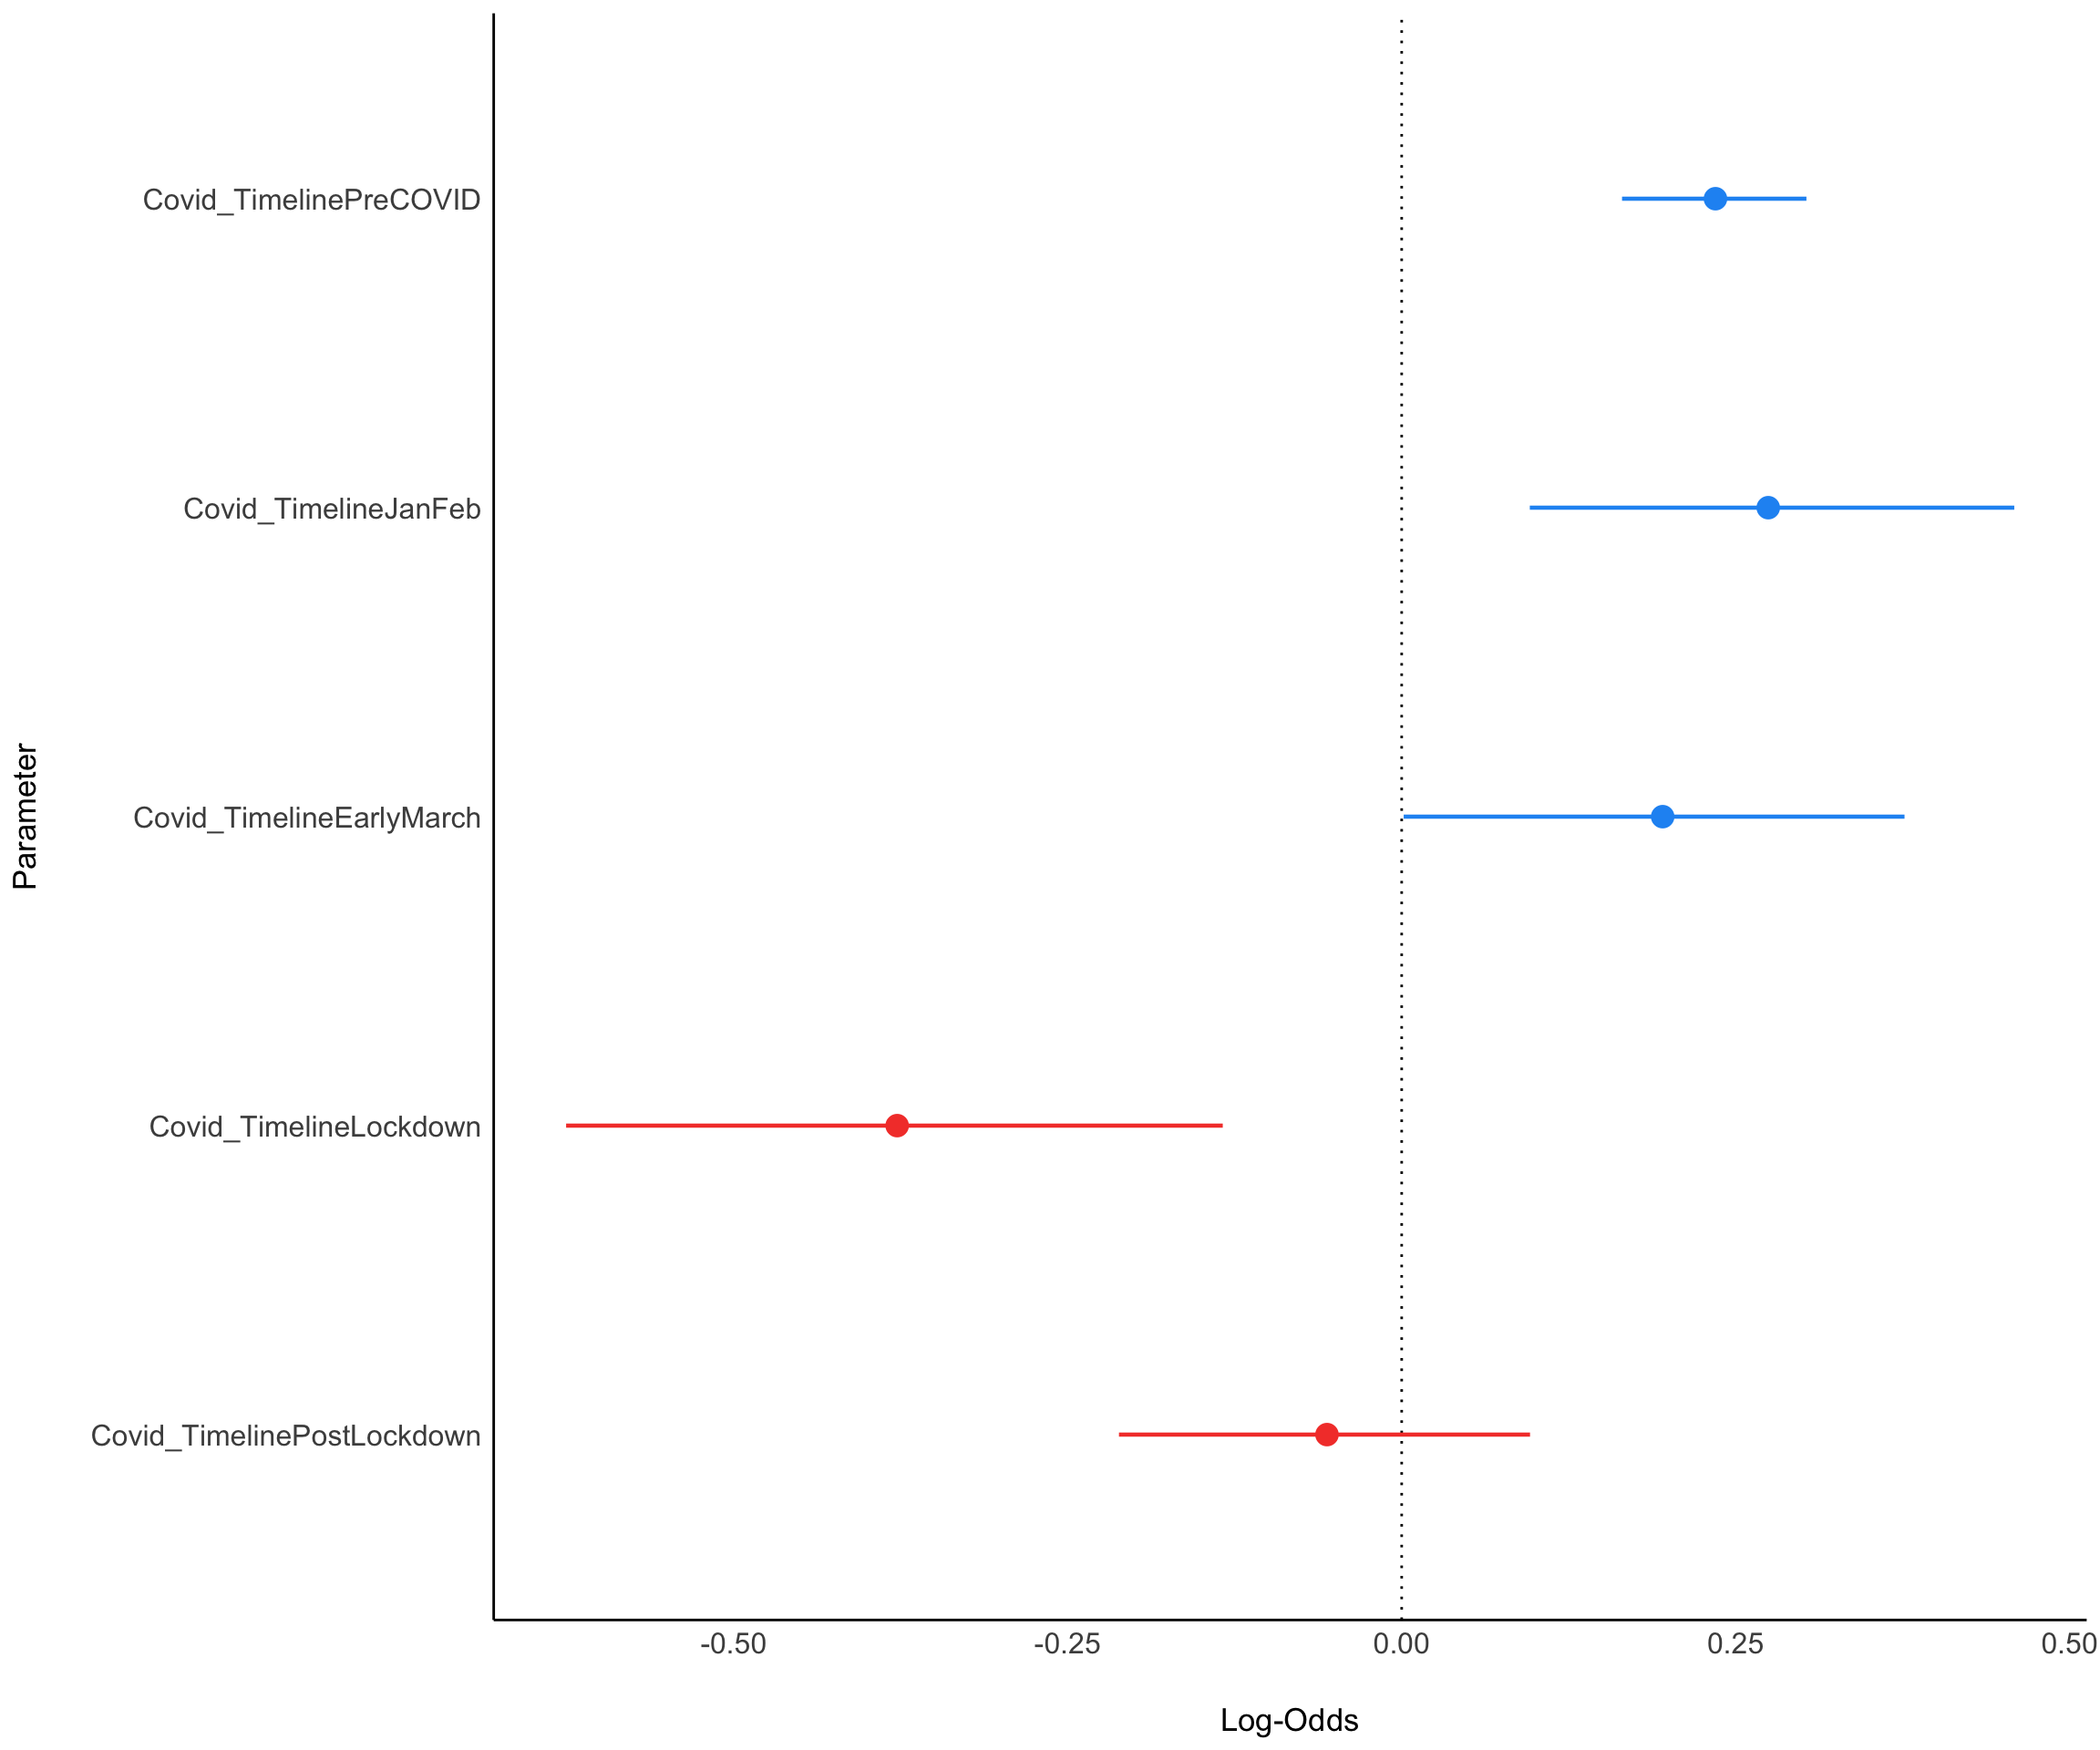 Parameter
Covid_TimelinePreCOVID
Covid_TimelineJanFeb
Covid_TimelineEarlyMarch
Covid_TimelineLockdown
Covid_TimelinePostLockdown
-0.50 -0.25 0.00 0.25 0.50
Log-Odds